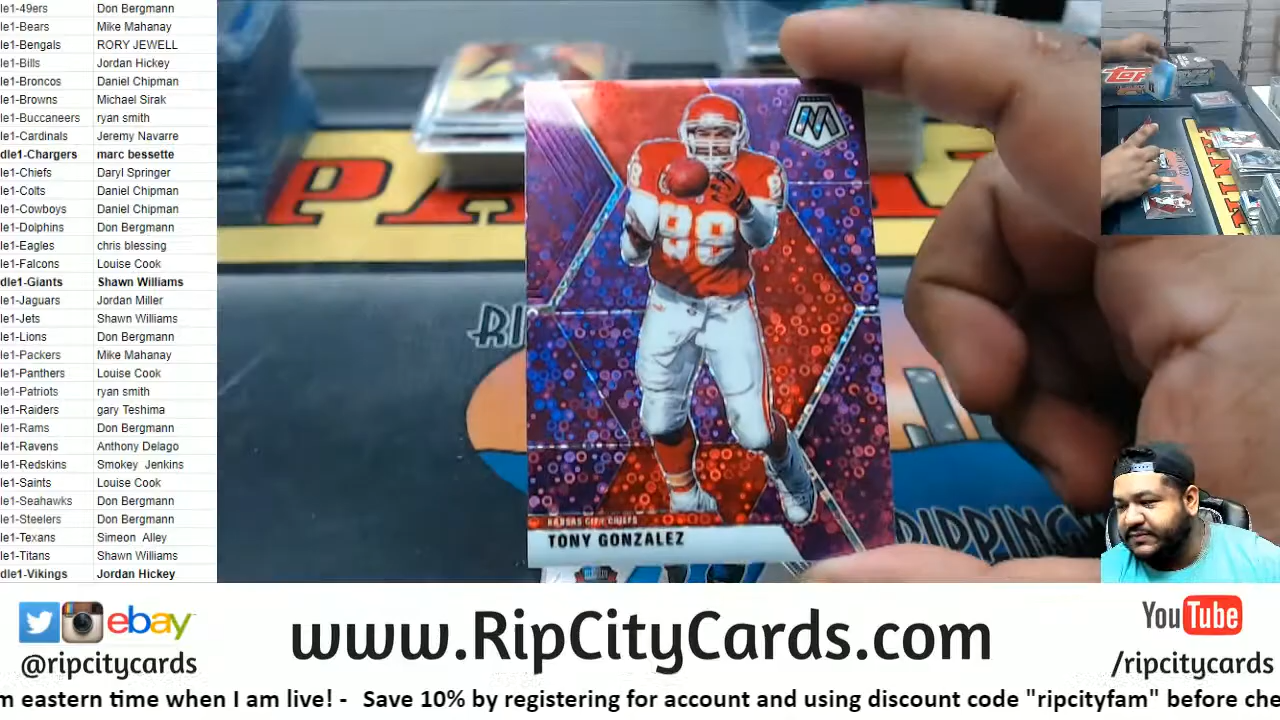 le1-49ers Don Bergmann
le1-Bears Mike Mahanay
le1-Bengals RORY JEWELL
le1-Bills Jordan Hickey
le1-Broncos Daniel Chipman
le1-Browns Michael Sirak
le1-Buccaneers ryan smith
le1-Cardinals Jeremy Navarre
dle1-Chargers marc bessette
le1-Chiefs Daryl Springer
le1-Colts Daniel Chipman
le1-Cowboys Daniel Chipman
le1-Dolphins Don Bergmann
le1-Eagles chris blessing
le1-Falcons Louise Cook
dle1-Giants Shawn Williams
le1-Jaguars Jordan Miller
le1-Jets Shawn Williams
le1-Lions Don Bergmann
le1-Packers Mike Mahanay
le1-Panthers Louise Cook
le1-Patriots ryan smith
le1-Raiders gary Teshima
le1-Rams Don Bergmann
le1-Ravens Anthony Delago
le1-Redskins Smokey Jenkins
le1-Saints Louise Cook
le1-Seahawks Don Bergmann
le1-Steelers Don Bergmann
le1-Texans Simeon Alley
le1-Titans Shawn Williams
dle1-Vikings Jordan Hickey
M
88
KANSAS CITY CHIEFS
TONY GONZALEZ
RI
RIPPING
ebay
@ripcitycards
www.RipCityCards.com
YouTube
/ripcitycards
m eastern time when I am live! - Save 10% by registering for account and using discount code "ripcityfam" before che